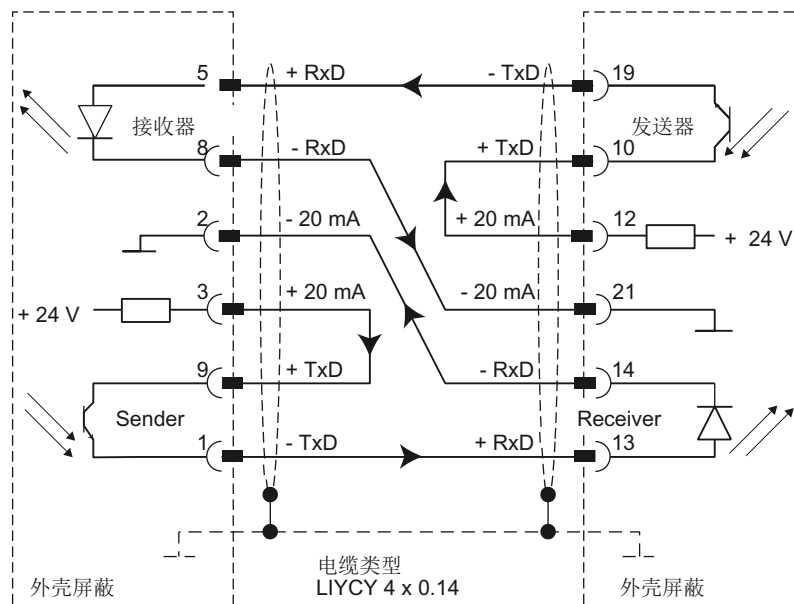 5 + RxD - TxD 19
接收器 发送器
8 - RxD + TxD 10
2 - 20 mA + 20 mA 12
+ 24 V
3 + 20 mA - 20 mA 21
+ 24 V
9 + TxD - RxD 14
Sender Receiver
1 - TxD + RxD 13
电缆类型
外壳屏蔽 LIYCY 4 x 0.14 外壳屏蔽